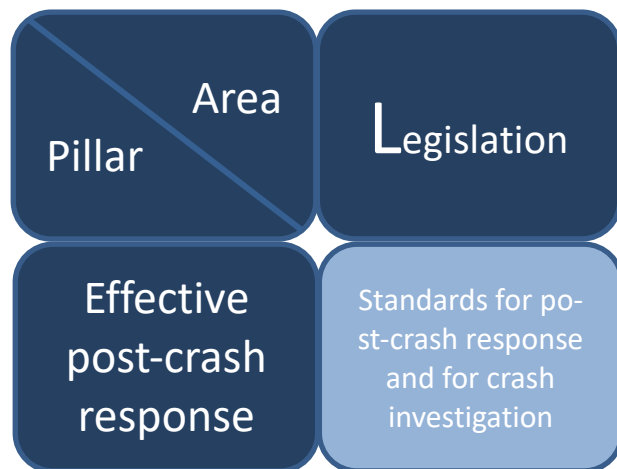 Area
Pillar
Legislation
Effective
post-crash
response
Standards for po-
st-crash response
and for crash
investigation